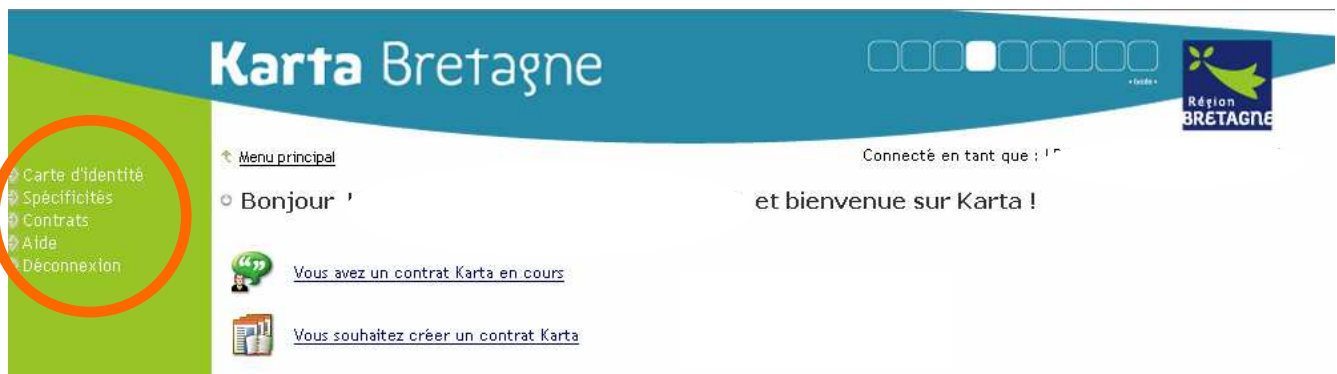 Karta Bretagne
• Guide •
Région
BRETAGNE
Menu principal
Connecté en tant que :
Carte d'identité
Spécificités
Contrats
Aide
Déconnexion
Bonjour ' et bienvenue sur Karta !
Vous avez un contrat Karta en cours
Vous souhaitez créer un contrat Karta